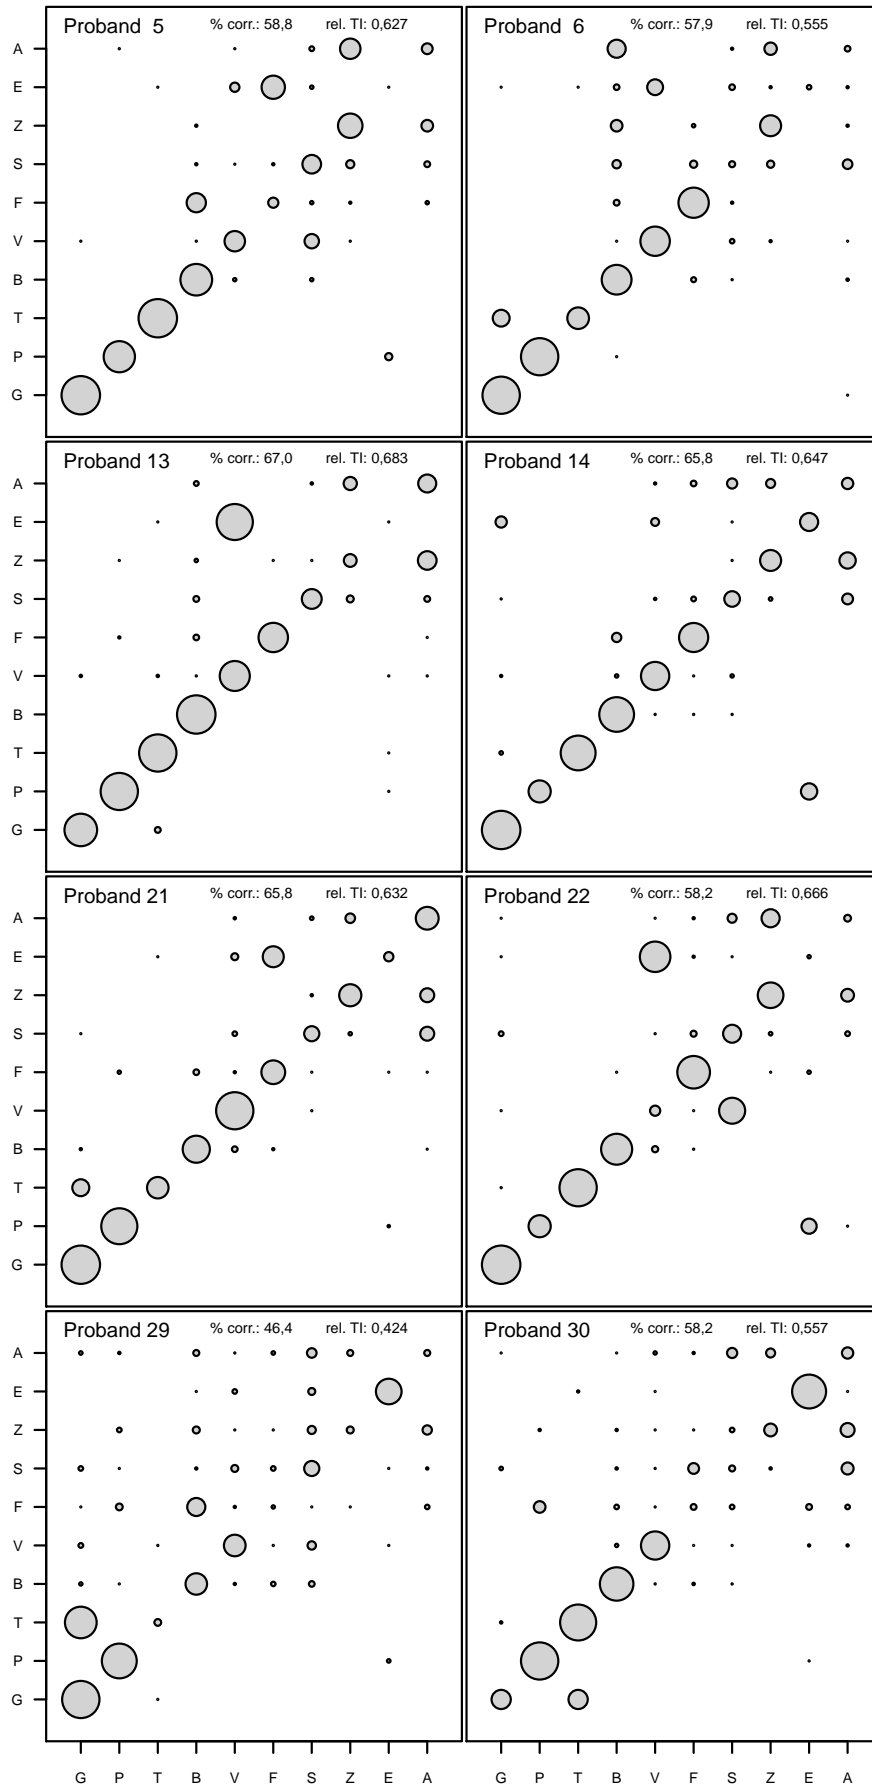 Proband 5 % corr.: 58,8 rel. TI: 0,627
Proband 6 % corr.: 57,9 rel. TI: 0,555
A
E
Z
S
F
V
B
T
P
G
Proband 13 % corr.: 67,0 rel. TI: 0,683
Proband 14 % corr.: 65,8 rel. TI: 0,647
A
E
Z
S
F
V
B
T
P
G
Proband 21 % corr.: 65,8 rel. TI: 0,632
Proband 22 % corr.: 58,2 rel. TI: 0,666
A
E
Z
S
F
V
B
T
P
G
Proband 29 % corr.: 46,4 rel. TI: 0,424
Proband 30 % corr.: 58,2 rel. TI: 0,557
A
E
Z
S
F
V
B
T
P
G
G P T B V F S Z E A G P T B V F S Z E A